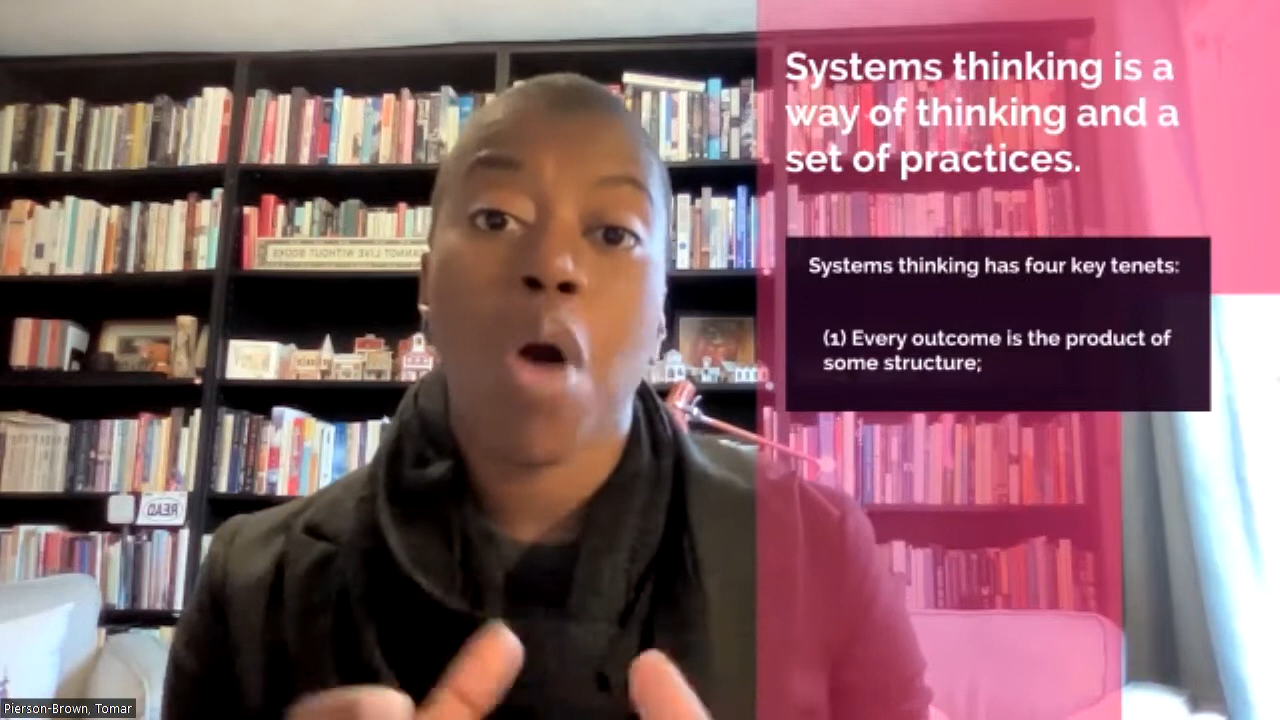 Systems thinking is a
way of thinking and a
set of practices.
Systems thinking has four key tenets:
(1) Every outcome is the product of
some structure;
CANNOT LIVE WITHOUT BOOKS
READ
Pierson-Brown, Tomar